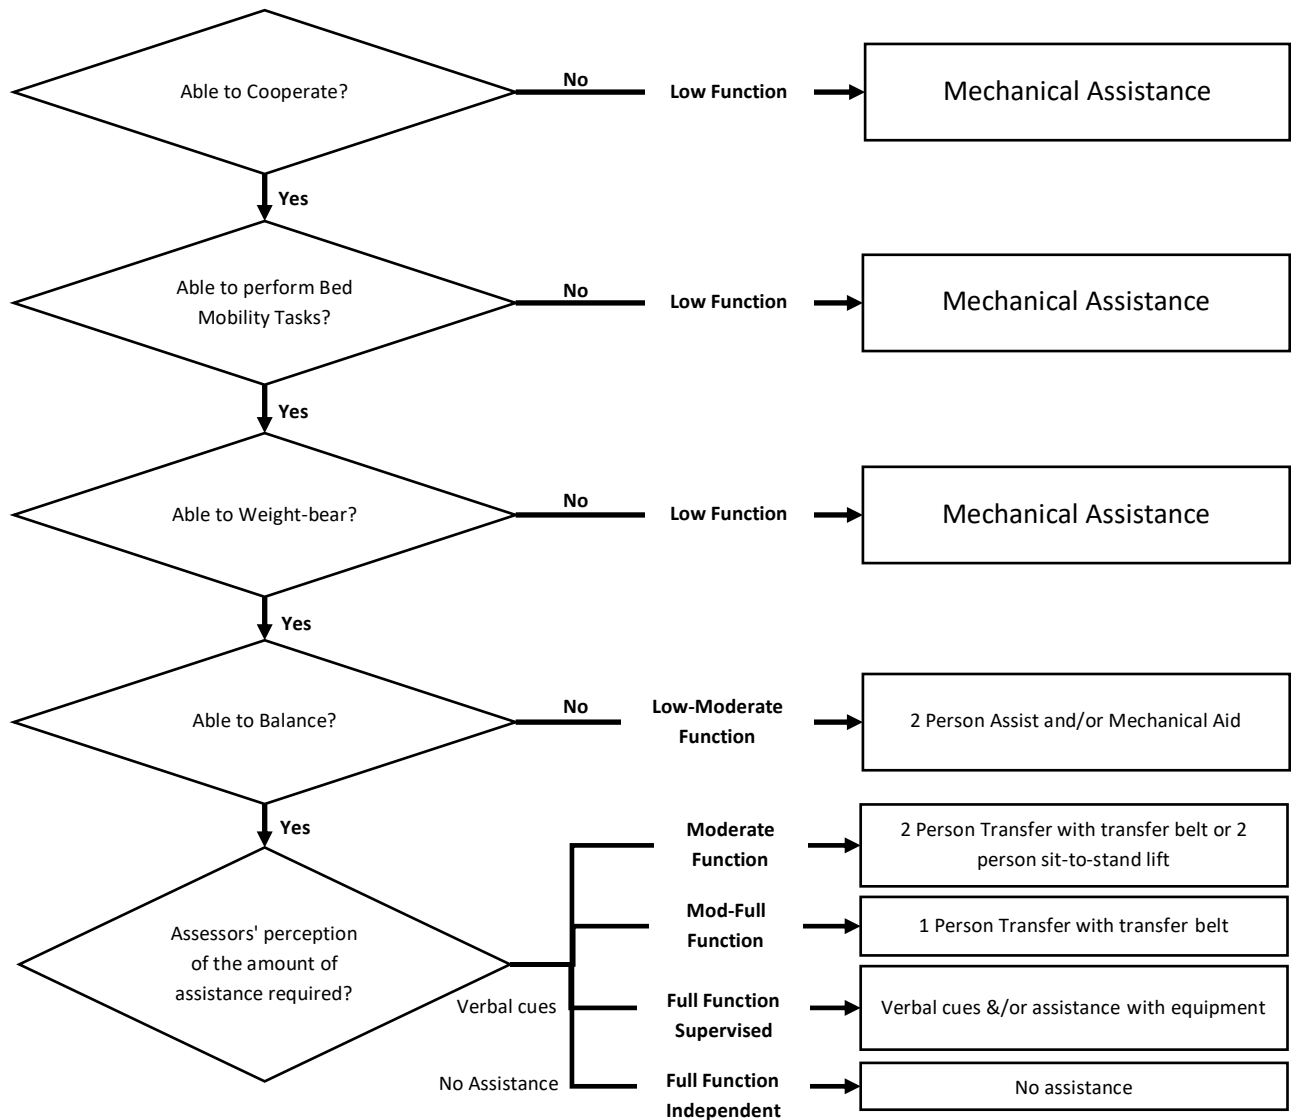 Able to Cooperate?
No
Low Function
Mechanical Assistance
Yes
Able to perform Bed
Mobility Tasks?
No
Low Function
Mechanical Assistance
Yes
Able to Weight-bear?
No
Low Function
Mechanical Assistance
Yes
Able to Balance?
No
Low-Moderate
Function
2 Person Assist and/or Mechanical Aid
Yes
Assessors' perception
of the amount of
assistance required?
Moderate
Function
2 Person Transfer with transfer belt or 2
person sit-to-stand lift
Mod-Full
Function
1 Person Transfer with transfer belt
Verbal cues
Full Function
Supervised
Verbal cues &/or assistance with equipment
No Assistance
Full Function
Independent
No assistance